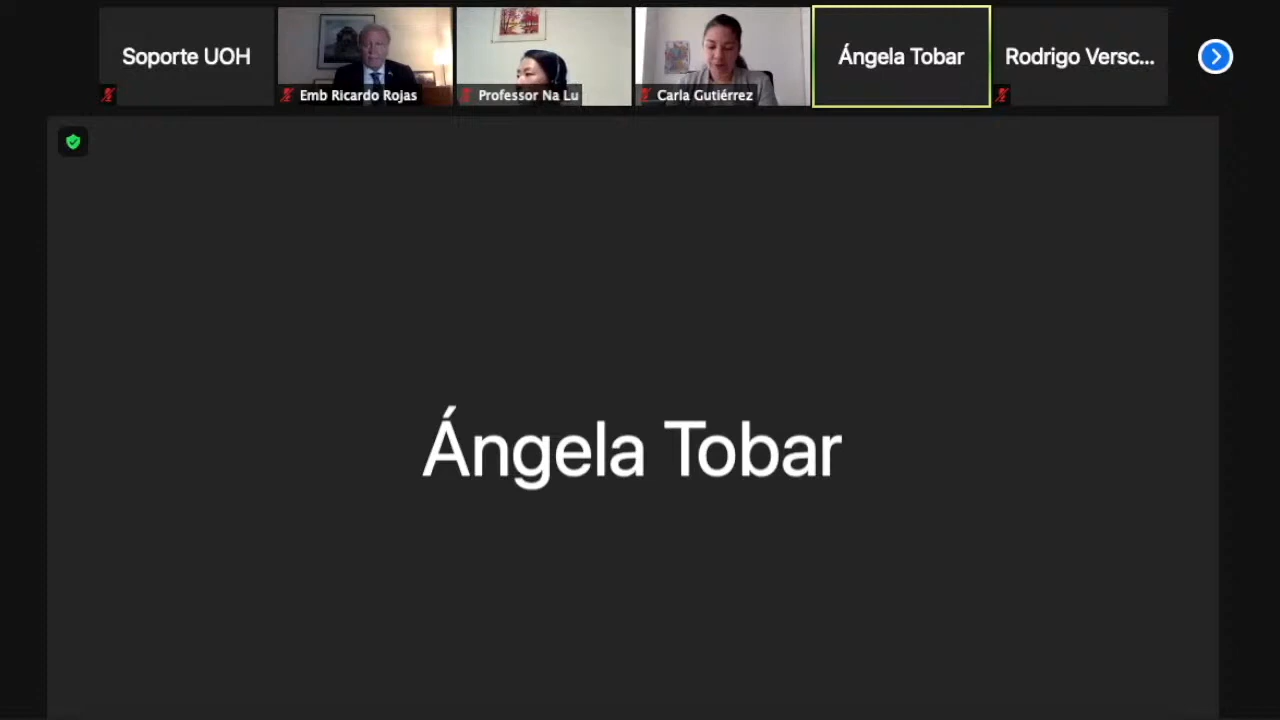 Soporte UOH
Emb Ricardo Rojas
Professor Na Lu
Carla Gutiérrez
Ángela Tobar
Rodrigo Versc...
Ángela Tobar